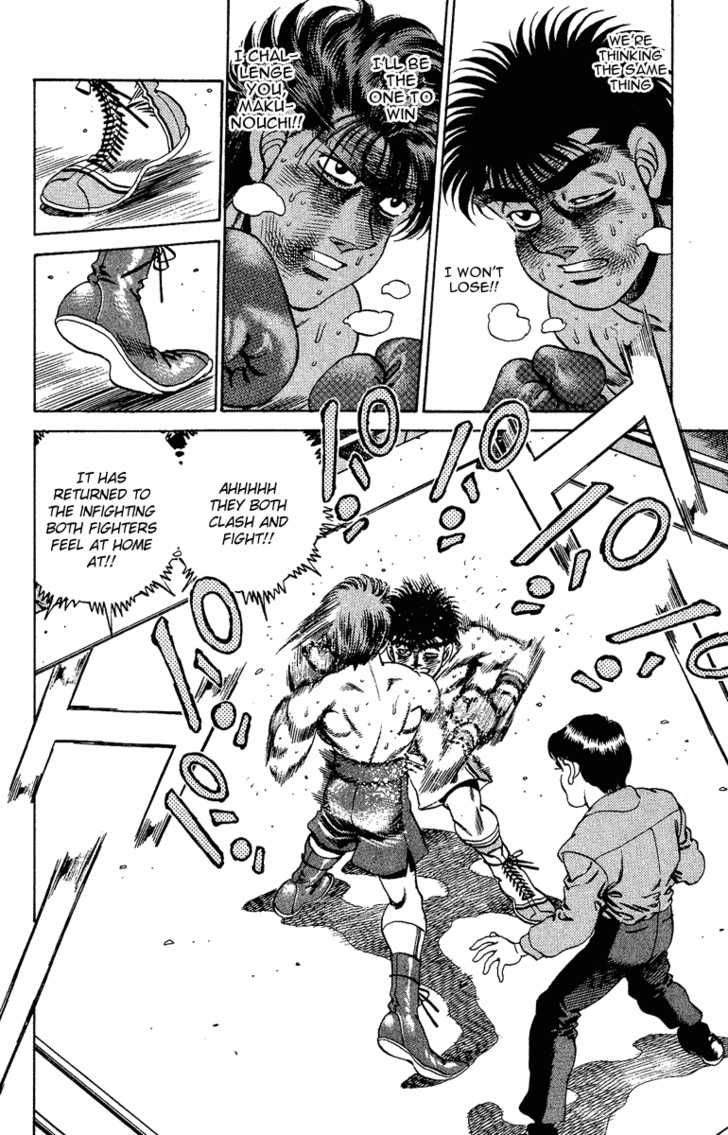 WE'RE
THINKING
THE SAME
THING
I WON'T
LOSE!!
I'LL BE
THE
ONE TO
WIN
I CHAL-
LENGE
YOU,
MAKU-
NOUCHI!!
AHHHHH
THEY BOTH
CLASH AND
FIGHT!!
IT HAS
RETURNED TO
THE INFIGHTING
BOTH FIGHTERS
FEEL AT HOME
AT!!